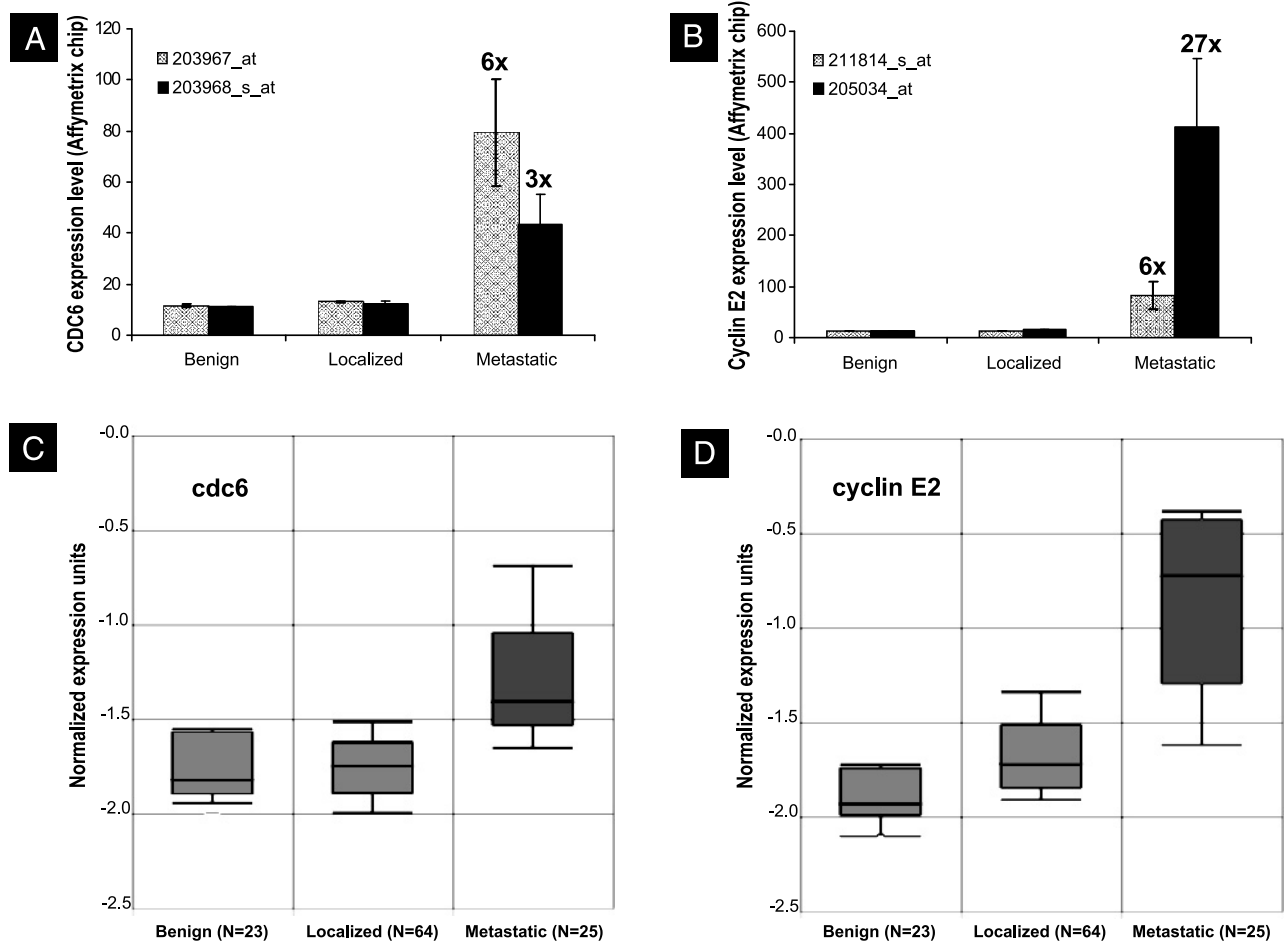 A
CDC6 expression level (Affymetrix chip)
120
100
80
60
40
20
0
203967_at
203968_s_at
6x
3x
Benign
Localized
Metastatic
B
Cyclin E2 expression level (Affymetrix chip)
600
500
400
300
200
100
0
211814_s_at
205034_at
27x
6x
Benign
Localized
Metastatic
C
Normalized expression units
-0.0
-0.5
-1.0
-1.5
-2.0
-2.5
cdc6
Benign (N=23)
Localized (N=64)
Metastatic (N=25)
D
Normalized expression units
-0.0
-0.5
-1.0
-1.5
-2.0
-2.5
cyclin E2
Benign (N=23)
Localized (N=64)
Metastatic (N=25)